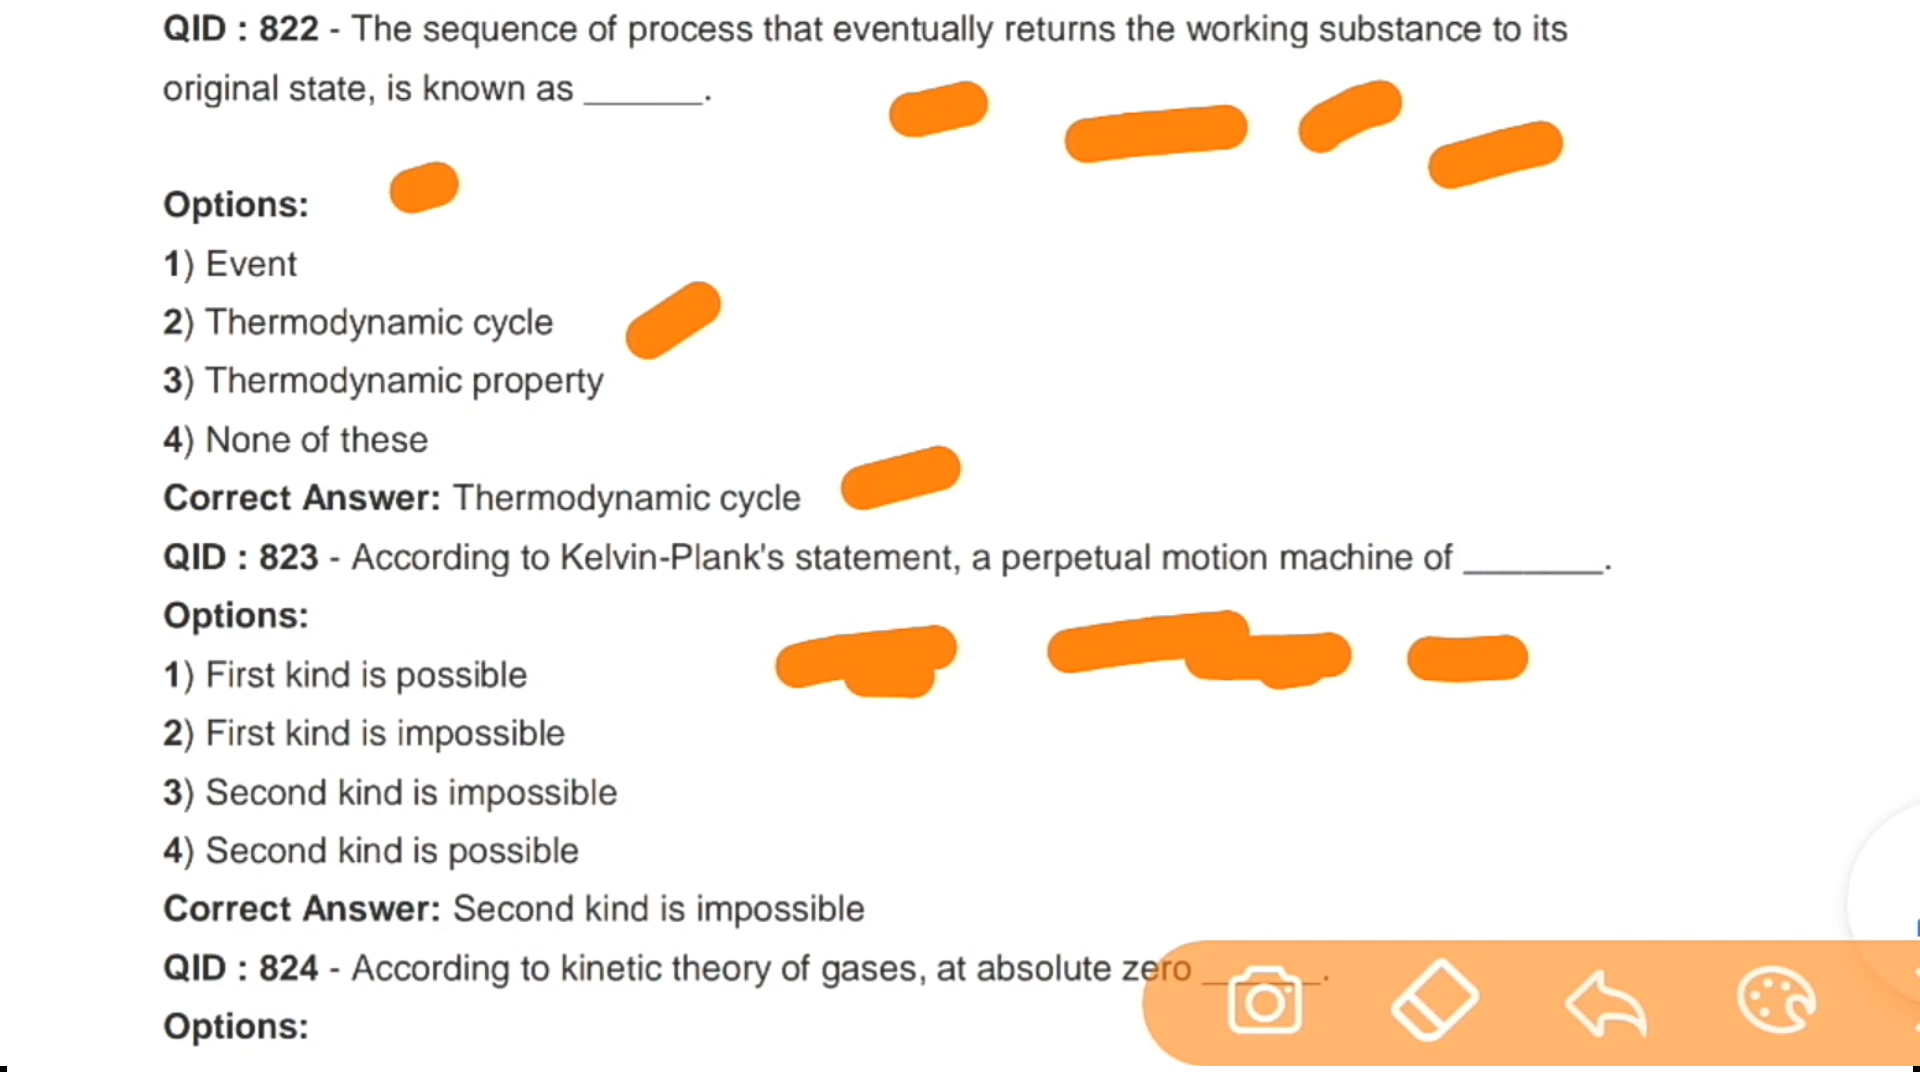 QID : 822 - The sequence of process that eventually returns the working substance to its
original state, is known as ______.
Options:
1) Event
2) Thermodynamic cycle
3) Thermodynamic property
4) None of these
Correct Answer: Thermodynamic cycle
QID : 823 - According to Kelvin-Plank's statement, a perpetual motion machine of _______.
Options:
1) First kind is possible
2) First kind is impossible
3) Second kind is impossible
4) Second kind is possible
Correct Answer: Second kind is impossible
QID : 824 - According to kinetic theory of gases, at absolute zero ______.
Options: